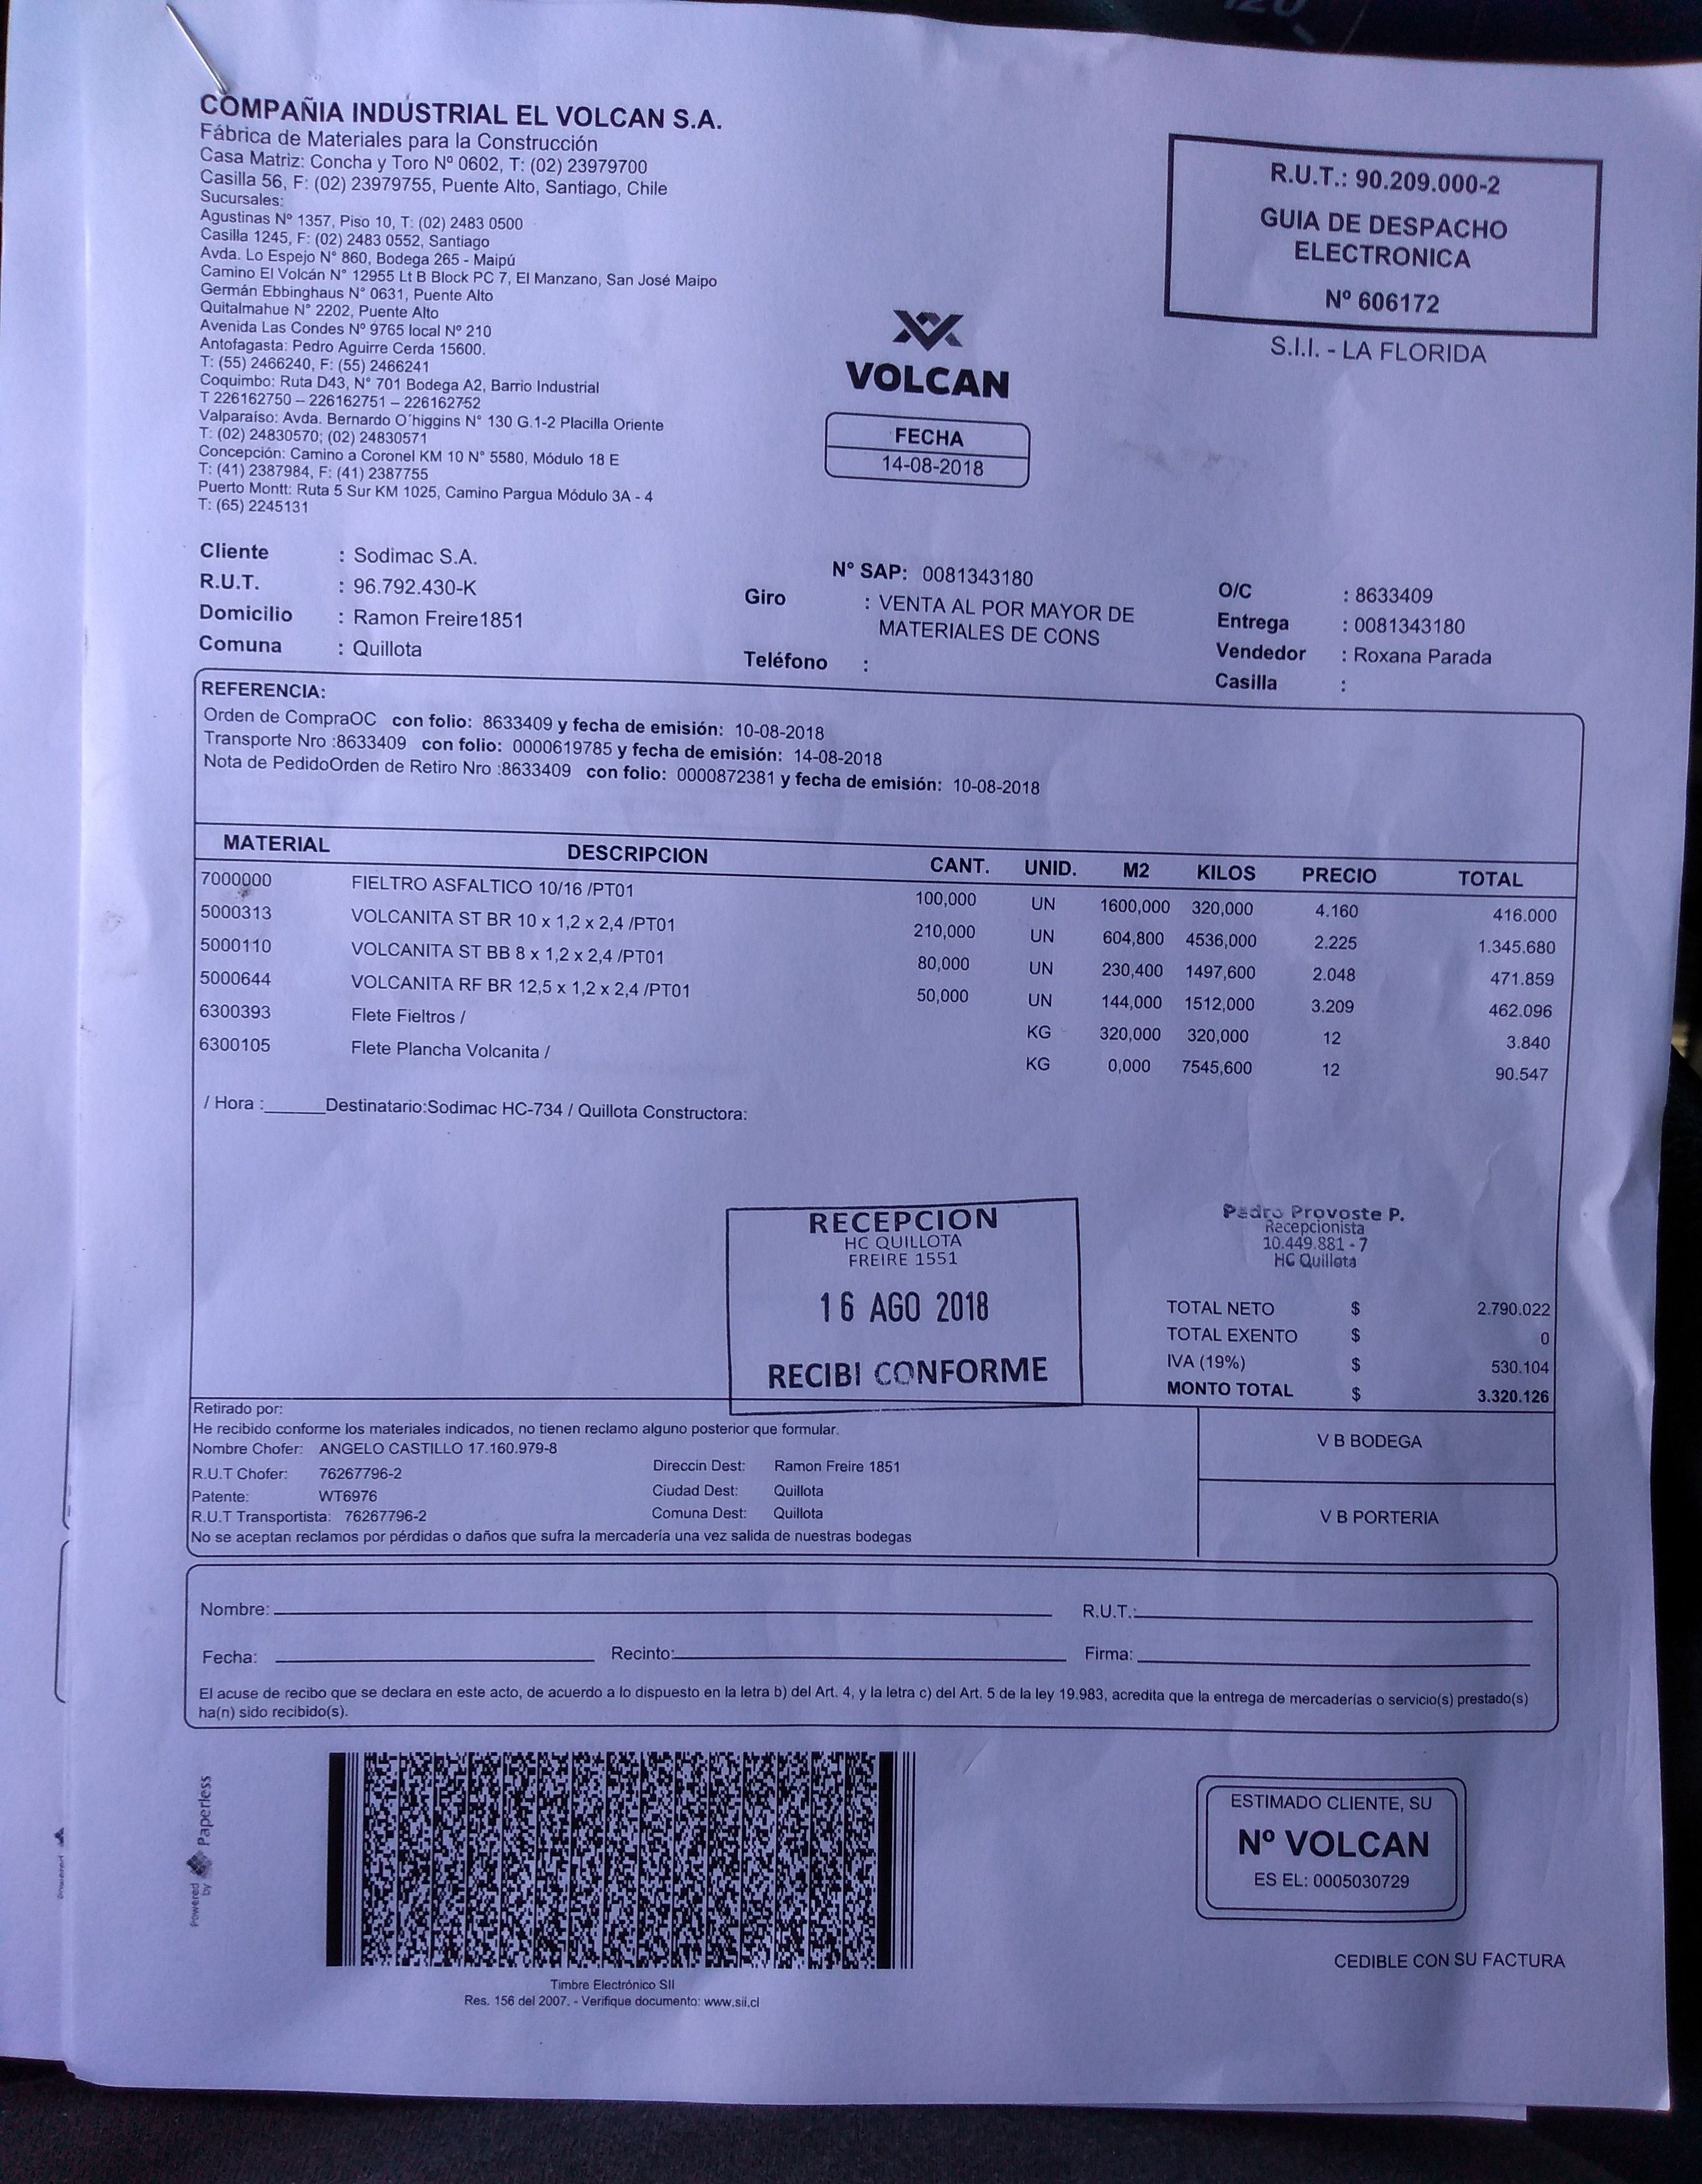 COMPAÑIA INDUSTRIAL EL VOLCAN S.A.
Fábrica de Materiales para la Construcción
Casa Matriz: Concha y Toro Nº 0602, T: (02) 23979700
Casilla 56, F: (02) 23979755, Puente Alto, Santiago, Chile
Sucursales:
Agustinas Nº 1357, Piso 10, T: (02) 2483 0500
Casilla 1245, F: (02) 2483 0552, Santiago
Avda. Lo Espejo N° 860, Bodega 265 - Maipú
Camino El Volcán N° 12955 Lt B Block PC 7, El Manzano, San José Maipo
Germán Ebbinghaus N° 0631, Puente Alto
Quitalmahue N° 2202, Puente Alto
Avenida Las Condes Nº 9765 local Nº 210
Antofagasta: Pedro Aguirre Cerda 15600.
T: (55) 2466240, F: (55) 2466241
Coquimbo: Ruta D43, N° 701 Bodega A2, Barrio Industrial
T 226162750 – 226162751 – 226162752
Valparaíso: Avda. Bernardo O´higgins N° 130 G.1-2 Placilla Oriente
T: (02) 24830570; (02) 24830571
Concepción: Camino a Coronel KM 10 N° 5580, Módulo 18 E
T: (41) 2387984, F: (41) 2387755
Puerto Montt: Ruta 5 Sur KM 1025, Camino Pargua Módulo 3A - 4
T: (65) 2245131
VOLCAN
FECHA
14-08-2018
R.U.T.: 90.209.000-2
GUIA DE DESPACHO
ELECTRONICA
Nº 606172
S.I.I. - LA FLORIDA
Cliente : Sodimac S.A.
R.U.T. : 96.792.430-K
Domicilio : Ramon Freire1851
Comuna : Quillota
N° SAP: 0081343180
Giro : VENTA AL POR MAYOR DE
MATERIALES DE CONS
Teléfono :
O/C : 8633409
Entrega : 0081343180
Vendedor : Roxana Parada
Casilla :
REFERENCIA:
Orden de CompraOC con folio: 8633409 y fecha de emisión: 10-08-2018
Transporte Nro :8633409 con folio: 0000619785 y fecha de emisión: 14-08-2018
Nota de PedidoOrden de Retiro Nro :8633409 con folio: 0000872381 y fecha de emisión: 10-08-2018
MATERIAL DESCRIPCION CANT. UNID. M2 KILOS PRECIO TOTAL
7000000 FIELTRO ASFALTICO 10/16 /PT01 100,000 UN 1600,000 320,000 4.160 416.000
5000313 VOLCANITA ST BR 10 x 1,2 x 2,4 /PT01 210,000 UN 604,800 4536,000 2.225 1.345.680
5000110 VOLCANITA ST BB 8 x 1,2 x 2,4 /PT01 80,000 UN 230,400 1497,600 2.048 471.859
5000644 VOLCANITA RF BR 12,5 x 1,2 x 2,4 /PT01 50,000 UN 144,000 1512,000 3.209 462.096
6300393 Flete Fieltros / KG 320,000 320,000 12 3.840
6300105 Flete Plancha Volcanita / KG 0,000 7545,600 12 90.547
/ Hora :______Destinatario:Sodimac HC-734 / Quillota Constructora:
RECEPCION
HC QUILLOTA
FREIRE 1551
16 AGO 2018
RECIBI CONFORME
Pedro Provoste P.
Recepcionista
10.449.881 - 7
HC Quillota
TOTAL NETO $ 2.790.022
TOTAL EXENTO $ 0
IVA (19%) $ 530.104
MONTO TOTAL $ 3.320.126
Retirado por:
He recibido conforme los materiales indicados, no tienen reclamo alguno posterior que formular.
Nombre Chofer: ANGELO CASTILLO 17.160.979-8
R.U.T Chofer: 76267796-2 Direccin Dest: Ramon Freire 1851
Patente: WT6976 Ciudad Dest: Quillota
R.U.T Transportista: 76267796-2 Comuna Dest: Quillota
No se aceptan reclamos por pérdidas o daños que sufra la mercadería una vez salida de nuestras bodegas
V B BODEGA
V B PORTERIA
Nombre: R.U.T.:
Fecha: Recinto: Firma:
El acuse de recibo que se declara en este acto, de acuerdo a lo dispuesto en la letra b) del Art. 4, y la letra c) del Art. 5 de la ley 19.983, acredita que la entrega de mercaderías o servicio(s) prestado(s)
ha(n) sido recibido(s).
Powered by Paperless
Timbre Electrónico SII
Res. 156 del 2007. - Verifique documento: www.sii.cl
ESTIMADO CLIENTE, SU
Nº VOLCAN
ES EL: 0005030729
CEDIBLE CON SU FACTURA
120